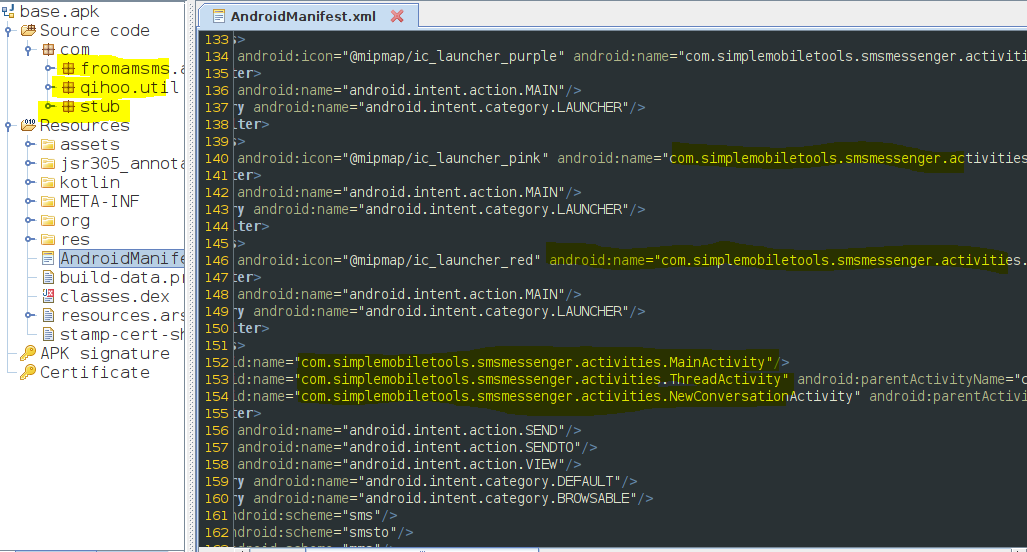 base.apk
Source code
com
fromamsms.a
qihoo.util
stub
Resources
assets
jsr305_annota
kotlin
META-INF
org
res
AndroidManife
build-data.pr
classes.dex
resources.ars
stamp-cert-sh
APK signature
Certificate
AndroidManifest.xml
133 s>
134 android:icon="@mipmap/ic_launcher_purple" android:name="com.simplemobiletools.smsmessenger.activiti
135 ter>
136 android:name="android.intent.action.MAIN"/>
137 ry android:name="android.intent.category.LAUNCHER"/>
138 lter>
139 s>
140 android:icon="@mipmap/ic_launcher_pink" android:name="com.simplemobiletools.smsmessenger.activities
141 ter>
142 android:name="android.intent.action.MAIN"/>
143 ry android:name="android.intent.category.LAUNCHER"/>
144 lter>
145 s>
146 android:icon="@mipmap/ic_launcher_red" android:name="com.simplemobiletools.smsmessenger.activities.
147 ter>
148 android:name="android.intent.action.MAIN"/>
149 ry android:name="android.intent.category.LAUNCHER"/>
150 lter>
151 s>
152 d:name="com.simplemobiletools.smsmessenger.activities.MainActivity"/>
153 d:name="com.simplemobiletools.smsmessenger.activities.ThreadActivity" android:parentActivityName="c
154 d:name="com.simplemobiletools.smsmessenger.activities.NewConversationActivity" android:parentActivi
155 ter>
156 android:name="android.intent.action.SEND"/>
157 android:name="android.intent.action.SENDTO"/>
158 android:name="android.intent.action.VIEW"/>
159 ry android:name="android.intent.category.DEFAULT"/>
160 ry android:name="android.intent.category.BROWSABLE"/>
161 ndroid:scheme="sms"/>
162 ndroid:scheme="smsto"/>